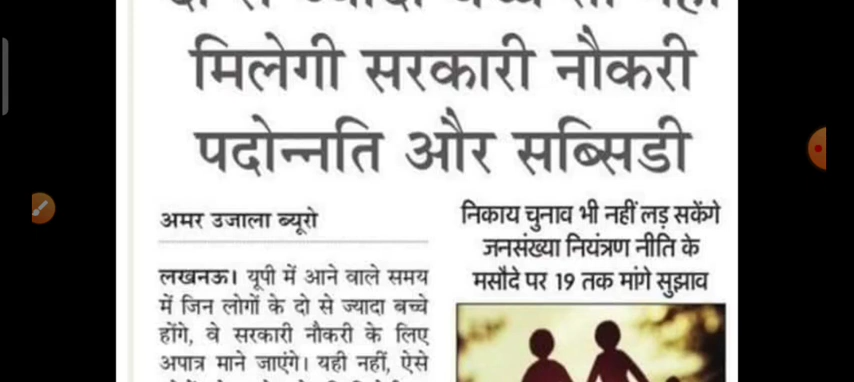 मिलेगी सरकारी नौकरी
पदोन्नति और सब्सिडी
अमर उजाला ब्यूरो
निकाय चुनाव भी नहीं लड़ सकेंगे
जनसंख्या नियंत्रण नीति के
मसौदे पर 19 तक मांगे सुझाव
लखनऊ। यूपी में आने वाले समय
में जिन लोगों के दो से ज्यादा बच्चे
होंगे, वे सरकारी नौकरी के लिए
अपात्र माने जाएंगे। यही नहीं, ऐसे